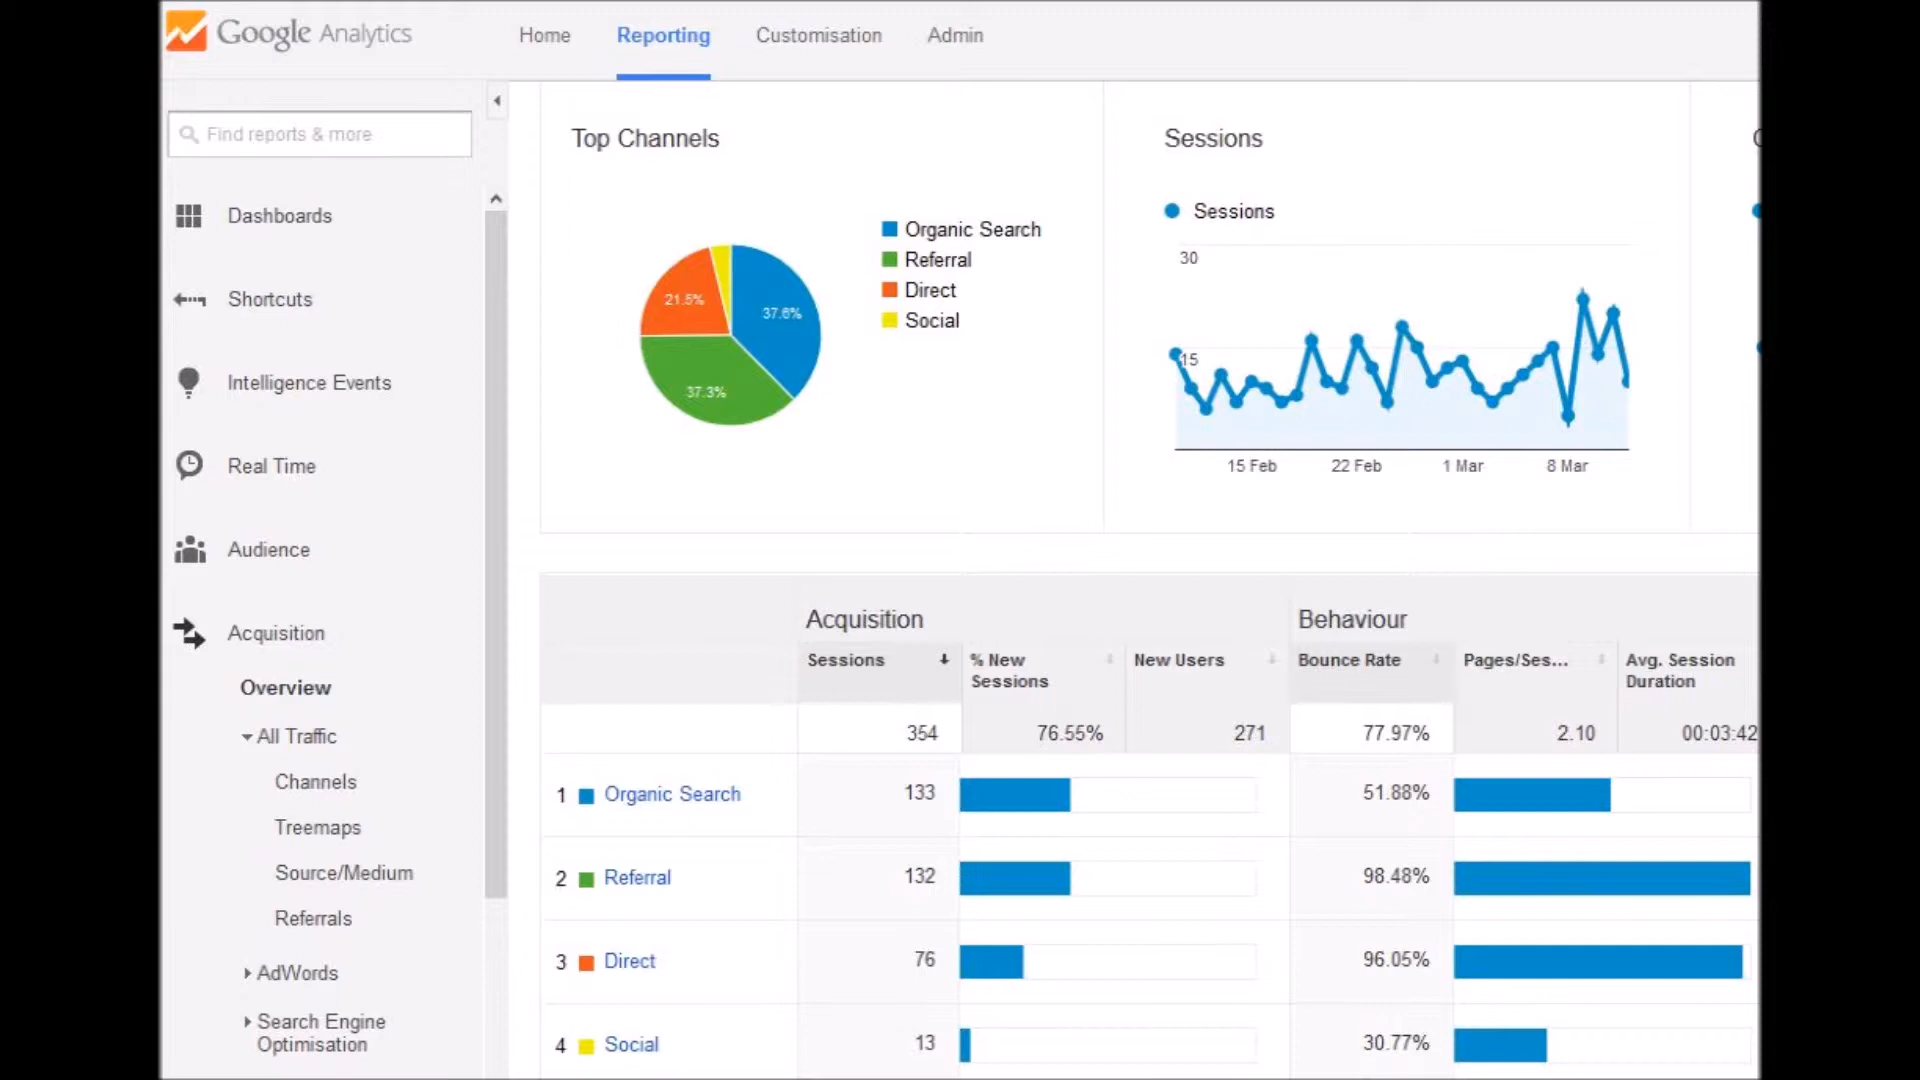 Google Analytics
Home
Reporting
Customisation
Admin
Find reports & more
Dashboards
Shortcuts
Intelligence Events
Real Time
Audience
Acquisition
Overview
All Traffic
Channels
Treemaps
Source/Medium
Referrals
AdWords
Search Engine
Optimisation
Top Channels
Organic Search
Referral
Direct
Social
37.6%
21.5%
37.3%
Sessions
Sessions
30
15
15 Feb
22 Feb
1 Mar
8 Mar
Acquisition
Behaviour
Sessions
% New
Sessions
New Users
Bounce Rate
Pages/Ses...
Avg. Session
Duration
354
76.55%
271
77.97%
2.10
00:03:42
1 Organic Search 133 51.88%
2 Referral 132 98.48%
3 Direct 76 96.05%
4 Social 13 30.77%